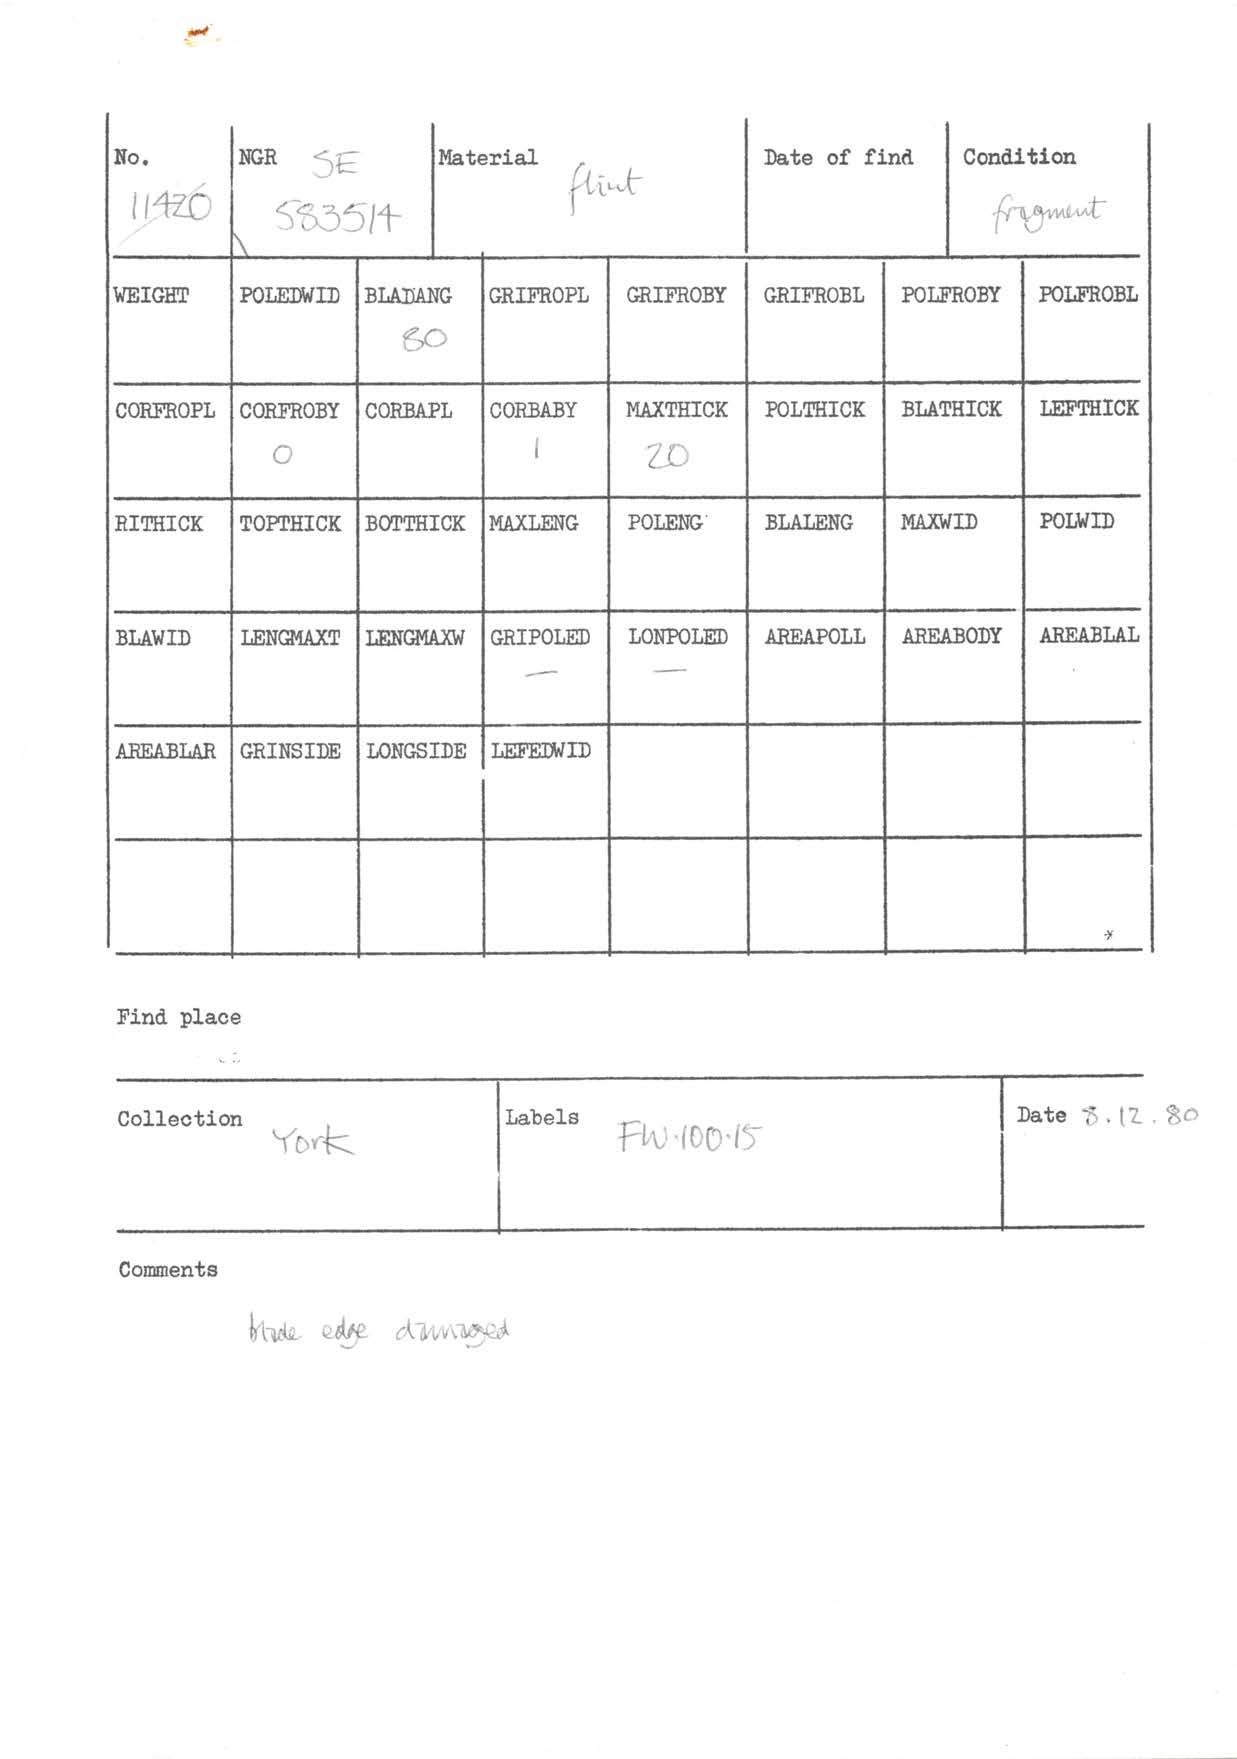 No. NGR SE Material Date of find Condition
11420 583514 flint fragment
WEIGHT POLEDWID BLADANG GRIFROPL GRIFROBY GRIFROBL POLFROBY POLFROBL
80
CORFROPL CORFROBY CORBAPL CORBABY MAXTHICK POLTHICK BLATHICK LEFTHICK
0 1 20
RITHICK TOPTHICK BOTTHICK MAXLENG POLENG BLALENG MAXWID POLWID
BLAWID LENGMAXT LENGMAXW GRIPOLED LONPOLED AREAPOLL AREABODY AREABLAL
— —
AREABLAR GRINSIDE LONGSIDE LEFEDWID
Find place
Collection York Labels FW.100.15 Date 8.12.80
Comments
blade edge damaged